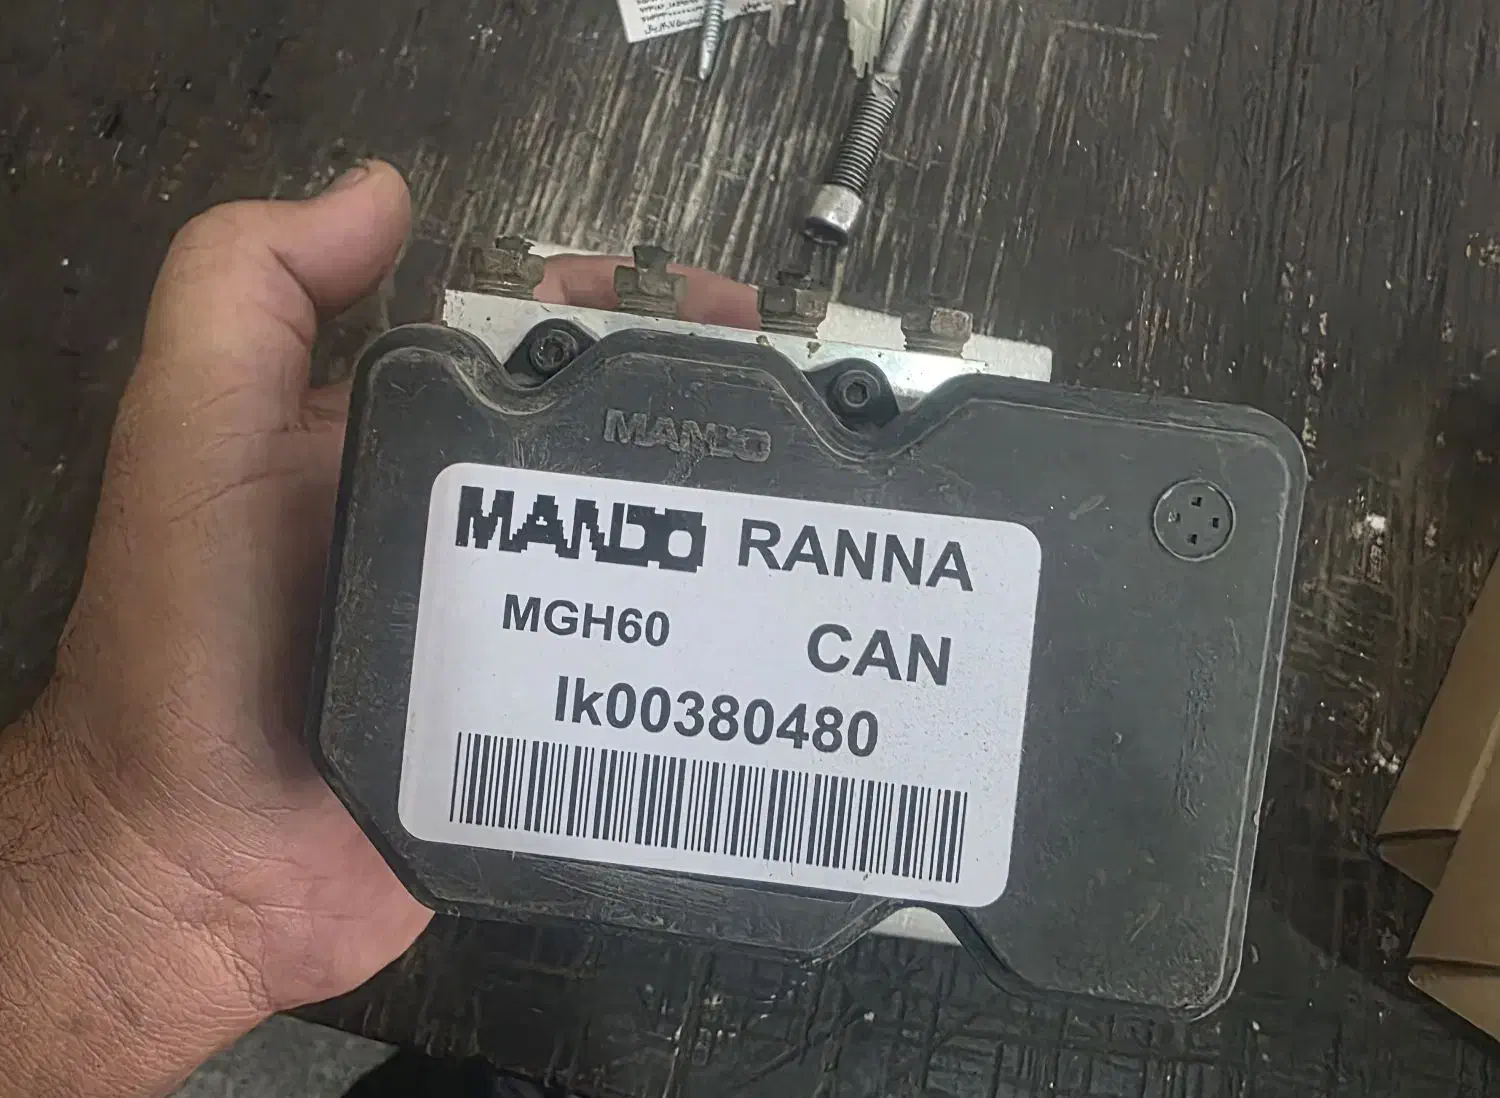 MANDO
MANDO RANNA
MGH60 CAN
lk00380480